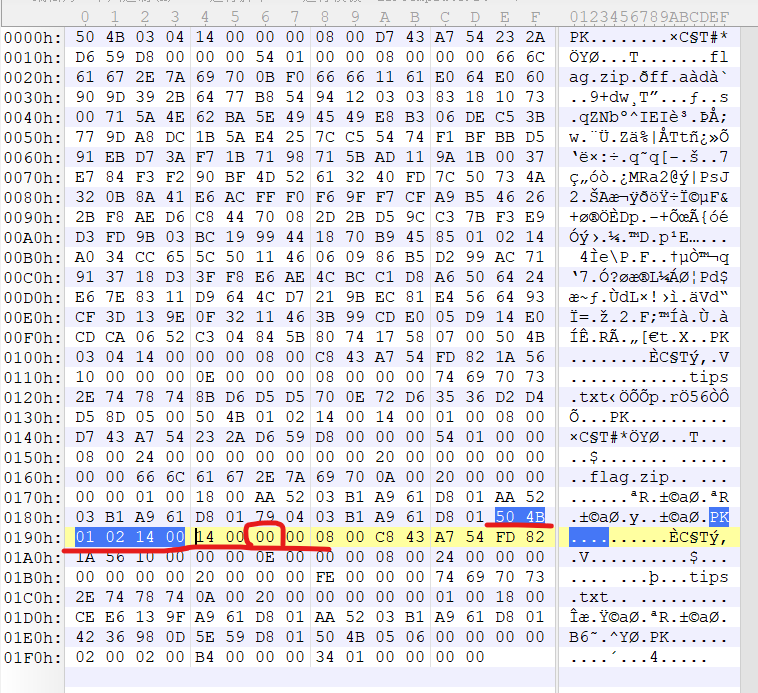 0 1 2 3 4 5 6 7 8 9 A B C D E F 0123456789ABCDEF
0000h: 50 4B 03 04 14 00 00 00 08 00 D7 43 A7 54 23 2A PK........×C§T#*
0010h: D6 59 D8 00 00 00 54 01 00 00 08 00 00 00 66 6C ÖYØ...T.......fl
0020h: 61 67 2E 7A 69 70 0B F0 66 66 11 61 E0 64 E0 60 ag.zip.ðff.aàdà`
0030h: 90 9D 39 2B 64 77 B8 54 94 12 03 03 83 18 10 73 ..9+dw¸T”...ƒ..s
0040h: 00 71 5A 4E 62 BA 5E 49 45 49 E8 B3 06 DE C5 3B .qZNbº^IEIè³.ÞÅ;
0050h: 77 9D A8 DC 1B 5A E4 25 7C C5 54 74 F1 BF BB D5 w.¨Ü.Zä%|ÅTtñ¿»Õ
0060h: 91 EB D7 3A F7 1B 71 98 71 5B AD 11 9A 1B 00 37 ‘ë×:÷.q˜q[-.š..7
0070h: E7 84 F3 F2 90 BF 4D 52 61 32 40 FD 7C 50 73 4A ç„óò.¿MRa2@ý|PsJ
0080h: 32 0B 8A 41 E6 AC FF F0 F6 9F F7 CF A9 B5 46 26 2.ŠAæ¬ÿðöŸ÷Ï©µF&
0090h: 2B F8 AE D6 C8 44 70 08 2D 2B D5 9C C3 7B F3 E9 +ø®ÖÈDp.-+ÕœÃ{óé
00A0h: D3 FD 9B 03 BC 19 99 44 18 70 B9 45 85 01 02 14 Óý›.¼.™D.p¹E…...
00B0h: A0 34 CC 65 5C 50 11 46 06 09 86 B5 D2 99 AC 71 4Ìe\P.F..†µÒ™¬q
00C0h: 91 37 18 D3 3F F8 E6 AE 4C BC C1 D8 A6 50 64 24 ‘7.Ó?øæ®L¼ÁØ¦Pd$
00D0h: E6 7E 83 11 D9 64 4C D7 21 9B EC 81 E4 56 64 93 æ~ƒ.ÙdL×!›ì.äVd“
00E0h: CF 3D 13 9E 0F 32 11 46 3B 99 CD E0 05 D9 14 E0 Ï=.ž.2.F;™Íà.Ù.à
00F0h: CD CA 06 52 C3 04 84 5B 80 74 17 58 07 00 50 4B ÍÊ.RÃ.„[€t.X..PK
0100h: 03 04 14 00 00 00 08 00 C8 43 A7 54 FD 82 1A 56 ........ÈC§Tý‚.V
0110h: 10 00 00 00 0E 00 00 00 08 00 00 00 74 69 70 73 ............tips
0120h: 2E 74 78 74 8B D6 D5 D5 70 0E 72 D6 35 36 D2 D4 .txt‹ÖÕÕp.rÖ56ÒÔ
0130h: D5 8D 05 00 50 4B 01 02 14 00 14 00 01 00 08 00 Õ...PK..........
0140h: D7 43 A7 54 23 2A D6 59 D8 00 00 00 54 01 00 00 ×C§T#*ÖYØ...T...
0150h: 08 00 24 00 00 00 00 00 00 00 20 00 00 00 00 00 ..$....... .....
0160h: 00 00 66 6C 61 67 2E 7A 69 70 0A 00 20 00 00 00 ..flag.zip.. ...
0170h: 00 00 01 00 18 00 AA 52 03 B1 A9 61 D8 01 AA 52 ......ªR.±©aØ.ªR
0180h: 03 B1 A9 61 D8 01 79 04 03 B1 A9 61 D8 01 50 4B .±©aØ.y..±©aØ.PK
0190h: 01 02 14 00 14 00 00 00 08 00 C8 43 A7 54 FD 82 ..........ÈC§Tý‚
01A0h: 1A 56 10 00 00 00 0E 00 00 00 08 00 24 00 00 00 .V..........$...
01B0h: 00 00 00 00 20 00 00 00 FE 00 00 00 74 69 70 73 .... ...þ...tips
01C0h: 2E 74 78 74 0A 00 20 00 00 00 00 00 01 00 18 00 .txt.. .........
01D0h: CE E6 13 9F A9 61 D8 01 AA 52 03 B1 A9 61 D8 01 Îæ.Ÿ©aØ.ªR.±©aØ.
01E0h: 42 36 98 0D 5E 59 D8 01 50 4B 05 06 00 00 00 00 B6˜.^YØ.PK......
01F0h: 02 00 02 00 B4 00 00 00 34 01 00 00 00 00 ....´...4.....